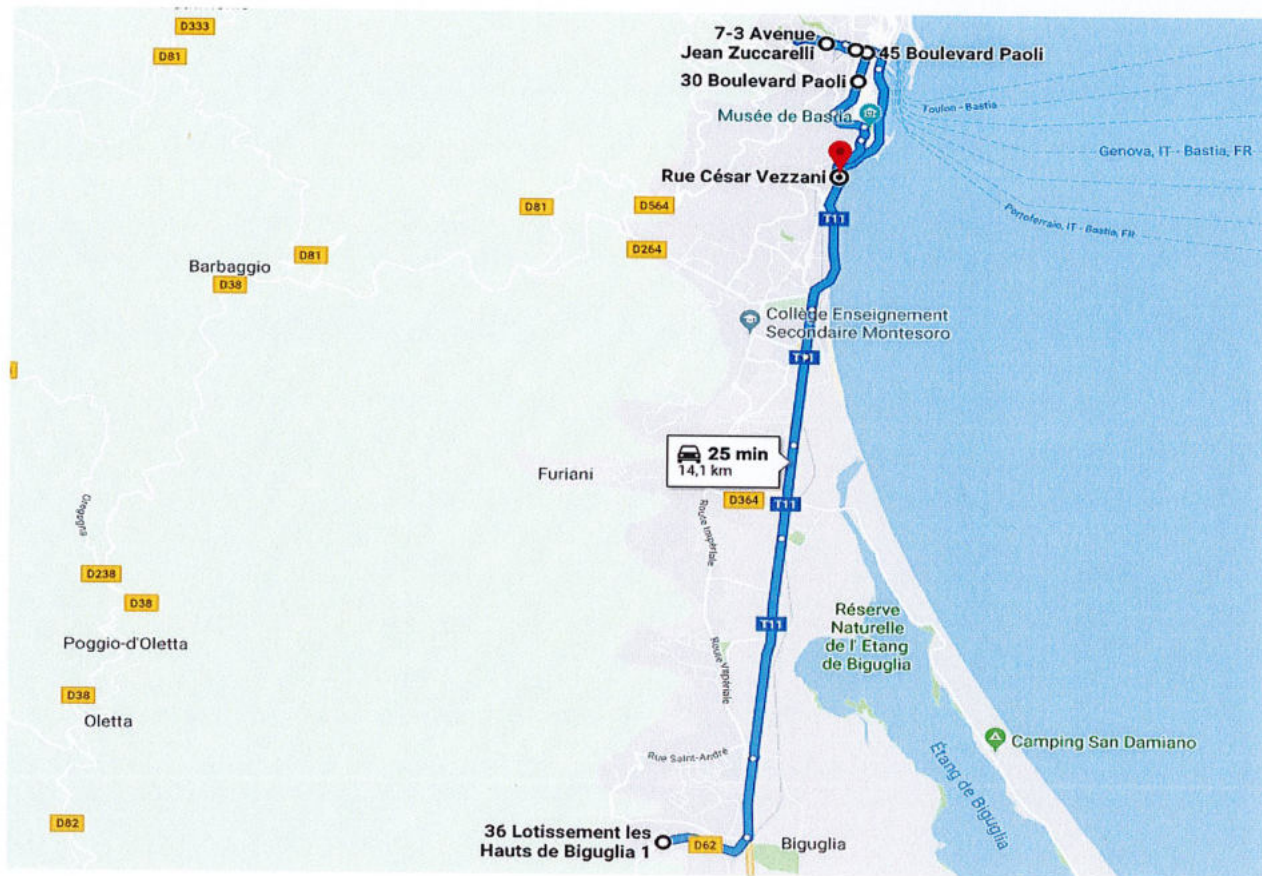 D333
D81
7-3 Avenue
Jean Zuccarelli
45 Boulevard Paoli
30 Boulevard Paoli
Toulon - Bastia
Musée de Bastia
Genova, IT - Bastia, FR
Rue César Vezzani
D81
D564
T11
Portoferraio, IT - Bastia, FR
D264
D81
Barbaggio
D38
Collège Enseignement
Secondaire Montesoro
T11
25 min
14,1 km
Furiani
D364
T11
Route Impériale
D238
D38
Réserve
Naturelle
de l' Etang
de Biguglia
T11
Poggio-d'Oletta
Route Impériale
D38
Oletta
Rue Saint-André
Camping San Damiano
Étang de Biguglia
D82
36 Lotissement les
Hauts de Biguglia 1
D62
Biguglia